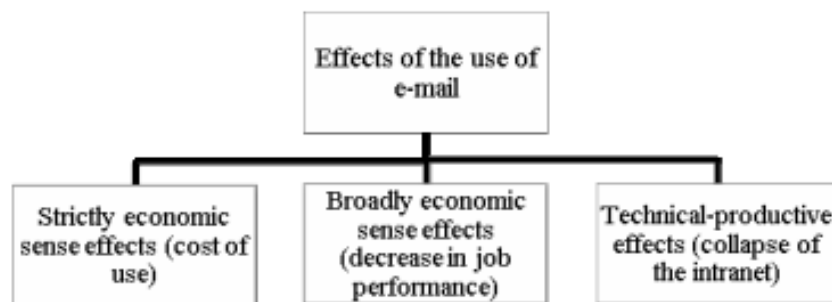 Effects of the use of
e-mail
Strictly economic
sense effects (cost of
use)
Broadly economic
sense effects
(decrease in job
performance)
Technical-productive
effects (collapse of
the intranet)